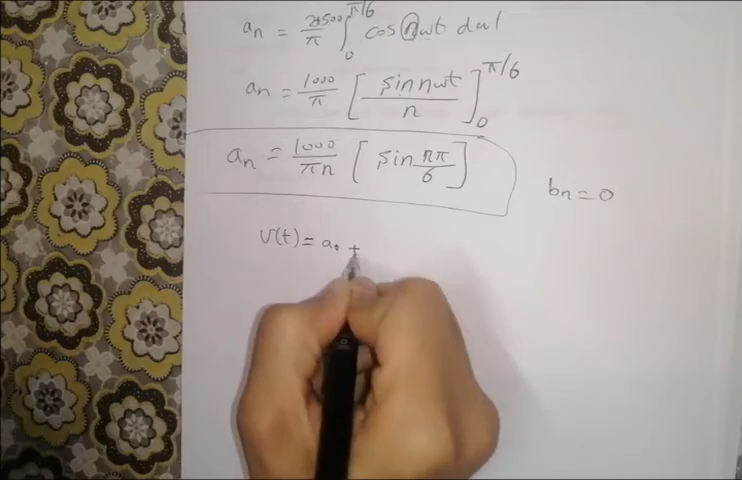 aₙ = 2×500/π ∫₀^π/6 cos nωt dωt
aₙ = 1000/π [ sin nωt / n ]₀^π/6
aₙ = 1000/πn [ sin nπ/6 ]
bₙ = 0
V(t) = a₀ +